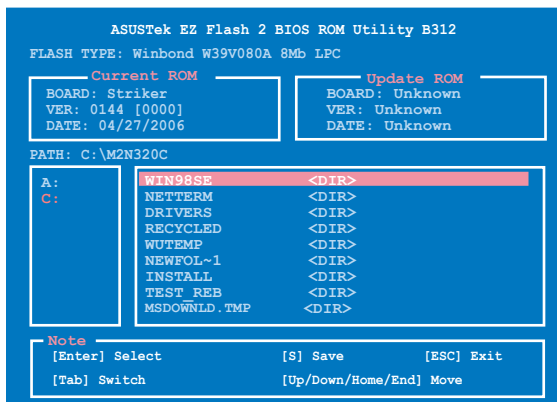 ASUSTek EZ Flash 2 BIOS ROM Utility B312
FLASH TYPE: Winbond W39V080A 8Mb LPC
Current ROM
BOARD: Striker
VER: 0144 [0000]
DATE: 04/27/2006
Update ROM
BOARD: Unknown
VER: Unknown
DATE: Unknown
PATH: C:\M2N320C
A:
C:
WIN98SE <DIR>
NETTERM <DIR>
DRIVERS <DIR>
RECYCLED <DIR>
WUTEMP <DIR>
NEWFOL~1 <DIR>
INSTALL <DIR>
TEST_REB <DIR>
MSDOWNLD.TMP <DIR>
Note
[Enter] Select [S] Save [ESC] Exit
[Tab] Switch [Up/Down/Home/End] Move